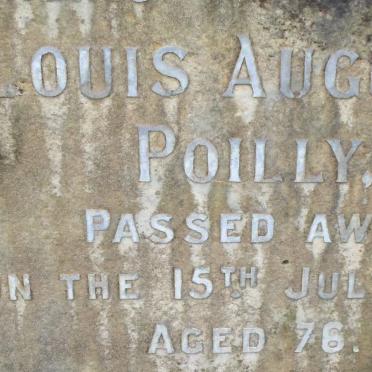 LOUIS AUG
POILLY,
PASSED AW
N THE 15TH JUL
AGED 76.